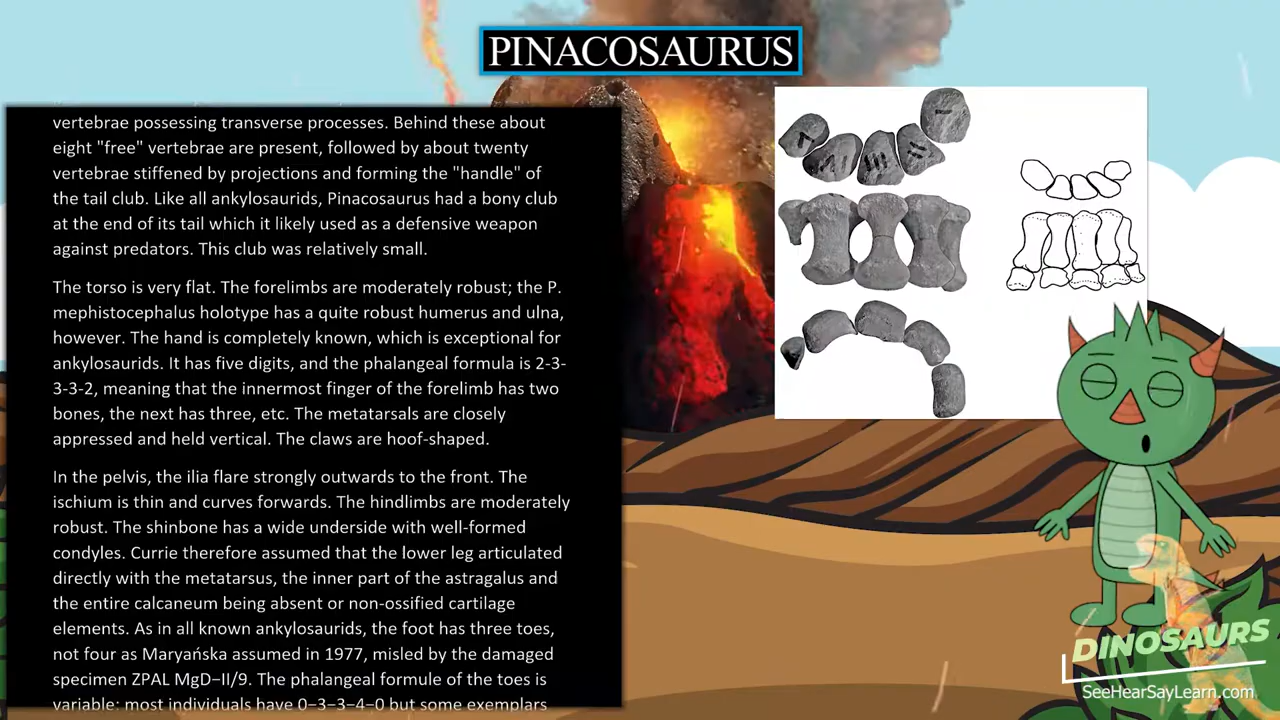 PINACOSAURUS
vertebrae possessing transverse processes. Behind these about
eight "free" vertebrae are present, followed by about twenty
vertebrae stiffened by projections and forming the "handle" of
the tail club. Like all ankylosaurids, Pinacosaurus had a bony club
at the end of its tail which it likely used as a defensive weapon
against predators. This club was relatively small.
The torso is very flat. The forelimbs are moderately robust; the P.
mephistocephalus holotype has a quite robust humerus and ulna,
however. The hand is completely known, which is exceptional for
ankylosaurids. It has five digits, and the phalangeal formula is 2-3-
3-3-2, meaning that the innermost finger of the forelimb has two
bones, the next has three, etc. The metatarsals are closely
appressed and held vertical. The claws are hoof-shaped.
In the pelvis, the ilia flare strongly outwards to the front. The
ischium is thin and curves forwards. The hindlimbs are moderately
robust. The shinbone has a wide underside with well-formed
condyles. Currie therefore assumed that the lower leg articulated
directly with the metatarsus, the inner part of the astragalus and
the entire calcaneum being absent or non-ossified cartilage
elements. As in all known ankylosaurids, the foot has three toes,
not four as Maryańska assumed in 1977, misled by the damaged
specimen ZPAL MgD−II/9. The phalangeal formule of the toes is
variable: most individuals have 0−3−3−4−0 but some exemplars
DINOSAURS
SeeHearSayLearn.com